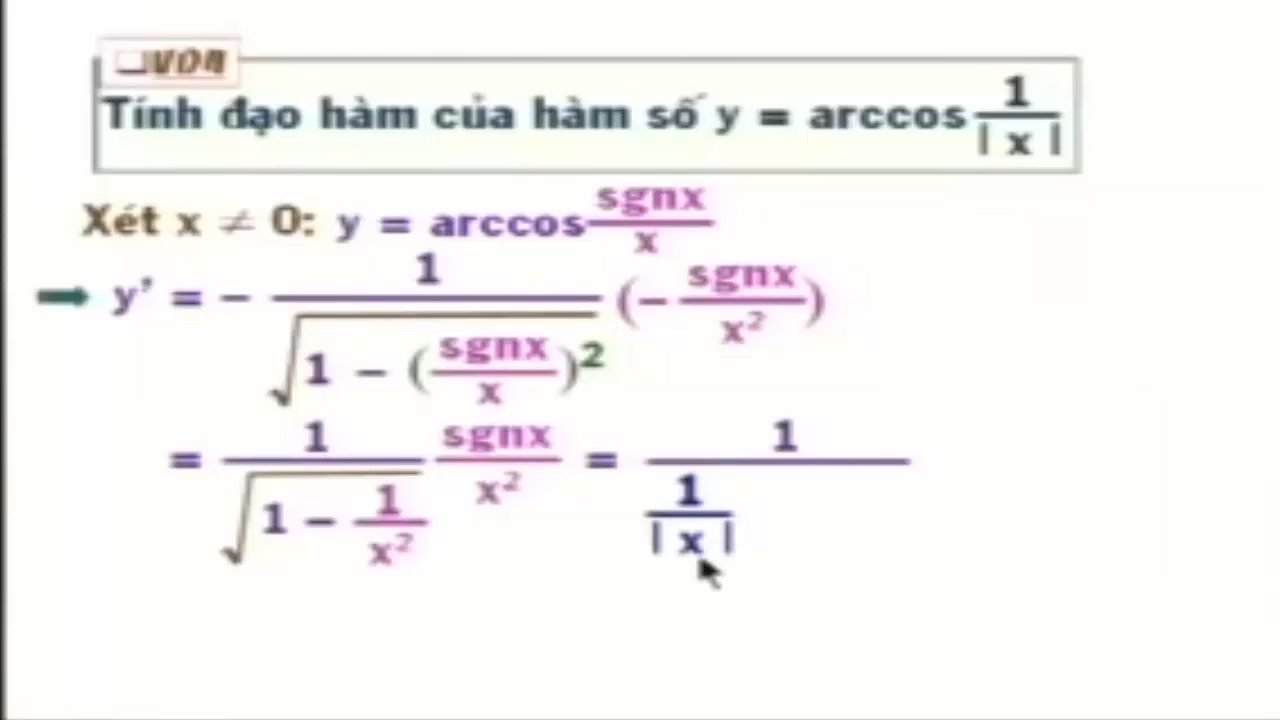 ❑VD4
Tính đạo hàm của hàm số y = arccos 1/|x|
Xét x ≠ 0: y = arccos sgnx/x
➡ y' = − 1/√(1 − (sgnx/x)²) (− sgnx/x²)
= 1/√(1 − 1/x²) sgnx/x² = 1/(1/|x|)